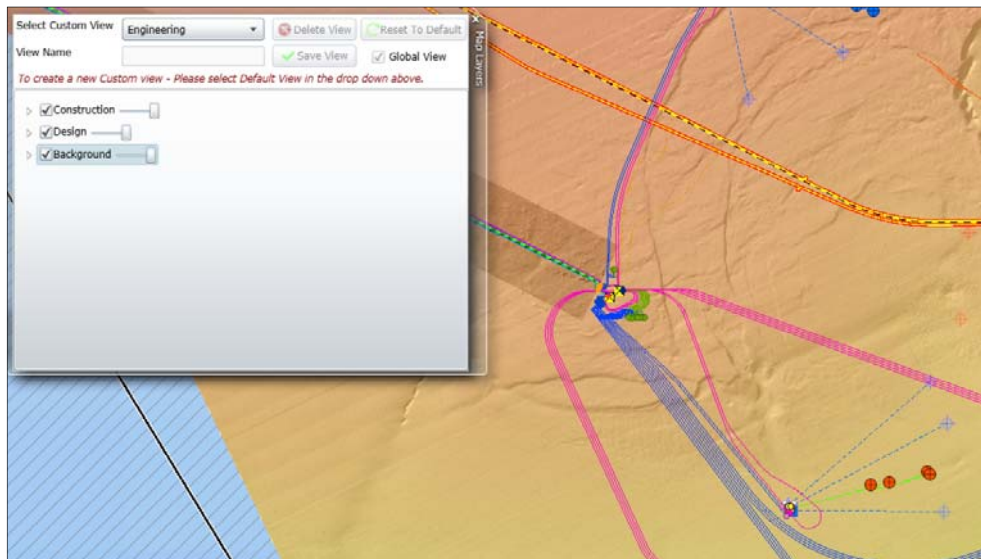 Select Custom View Engineering Delete View Reset To Default
View Name Save View Global View
To create a new Custom view - Please select Default View in the drop down above.
Construction
Design
Background
Map Layers